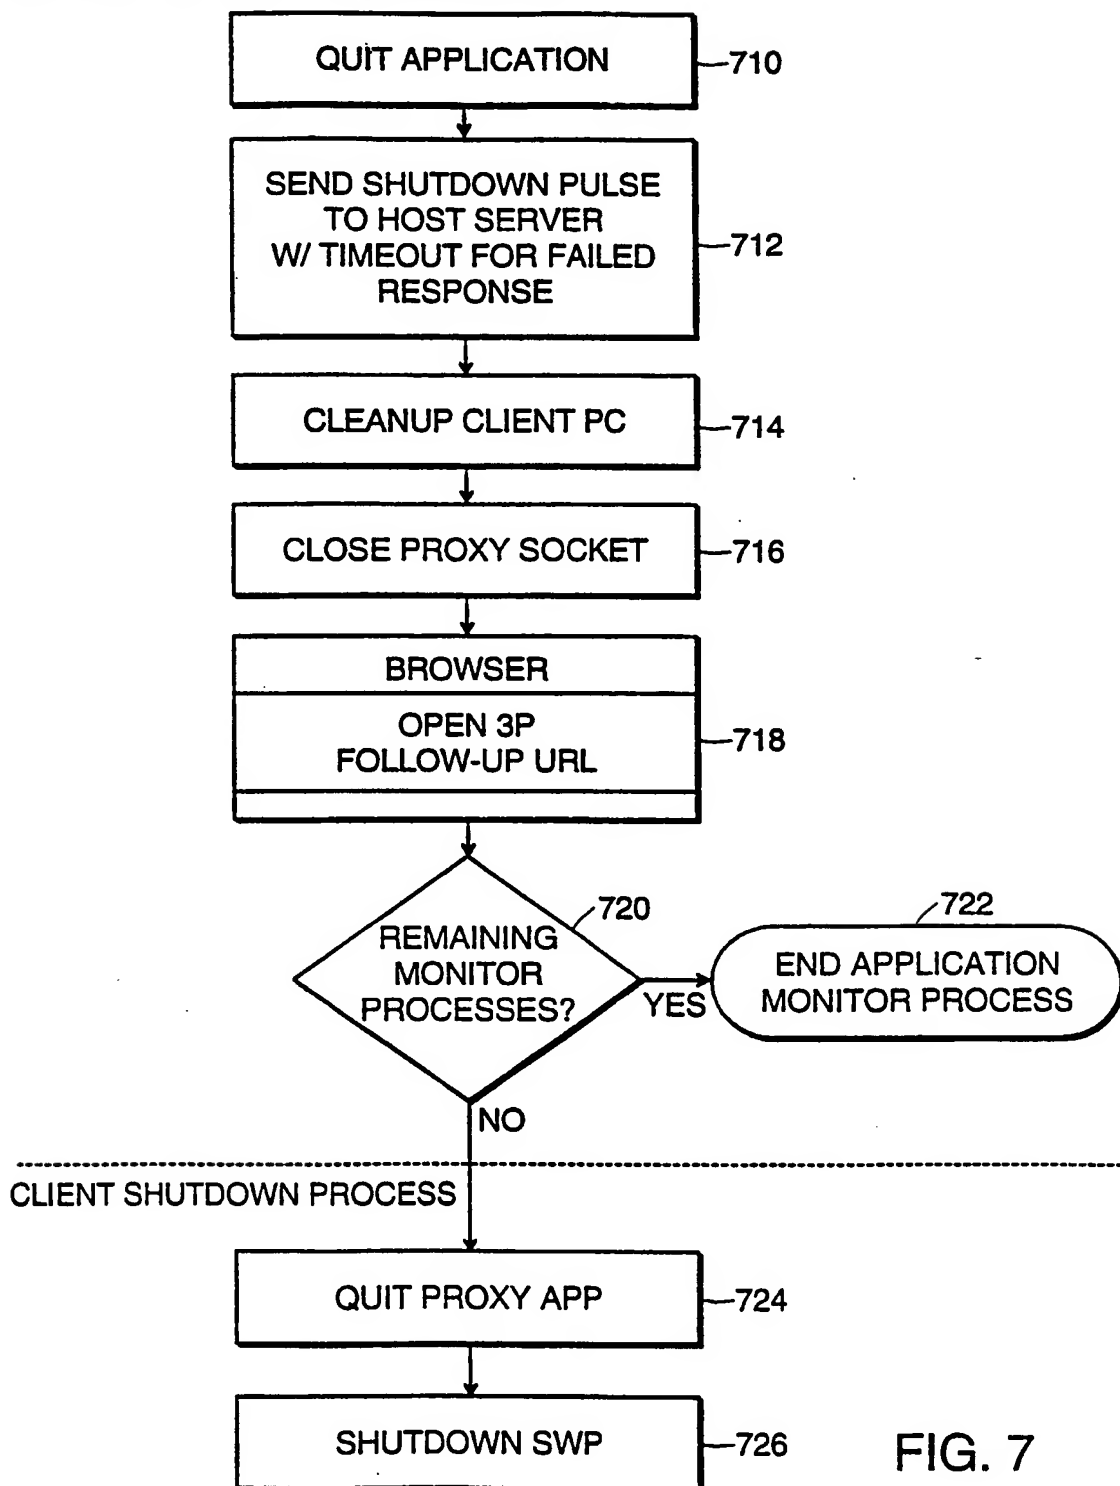 QUIT APPLICATION
710
SEND SHUTDOWN PULSE
TO HOST SERVER
W/ TIMEOUT FOR FAILED
RESPONSE
712
CLEANUP CLIENT PC
714
CLOSE PROXY SOCKET
716
BROWSER
OPEN 3P
FOLLOW-UP URL
718
REMAINING
MONITOR
PROCESSES?
720
YES
722
END APPLICATION
MONITOR PROCESS
NO
CLIENT SHUTDOWN PROCESS
QUIT PROXY APP
724
SHUTDOWN SWP
726
FIG. 7